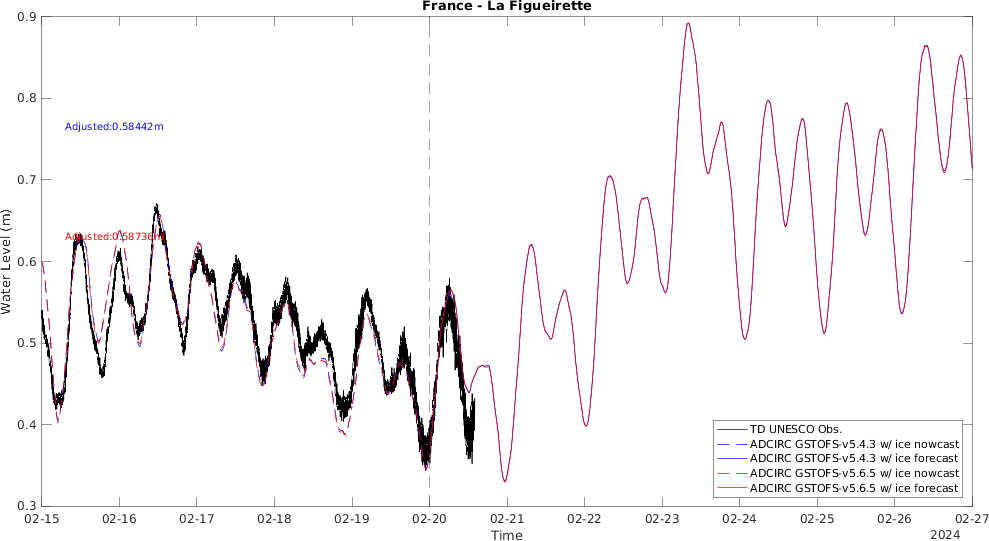 France - La Figueirette
0.9
0.8
0.7
0.6
0.5
0.4
0.3
Water Level (m)
Adjusted:0.58442m
Adjusted:0.58736m
TD UNESCO Obs.
ADCIRC GSTOFS-v5.4.3 w/ ice nowcast
ADCIRC GSTOFS-v5.4.3 w/ ice forecast
ADCIRC GSTOFS-v5.6.5 w/ ice nowcast
ADCIRC GSTOFS-v5.6.5 w/ ice forecast
02-15 02-16 02-17 02-18 02-19 02-20 02-21 02-22 02-23 02-24 02-25 02-26 02-27
Time
2024